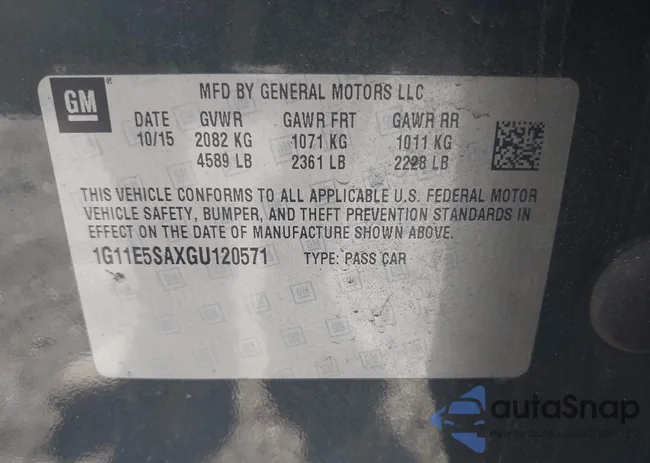 GM
®
MFD BY GENERAL MOTORS LLC
DATE GVWR GAWR FRT GAWR RR
10/15 2082 KG 1071 KG 1011 KG
4589 LB 2361 LB 2228 LB
THIS VEHICLE CONFORMS TO ALL APPLICABLE U.S. FEDERAL MOTOR
VEHICLE SAFETY, BUMPER, AND THEFT PREVENTION STANDARDS IN
EFFECT ON THE DATE OF MANUFACTURE SHOWN ABOVE.
1G11E5SAXGU120571 TYPE: PASS CAR
autaSnap